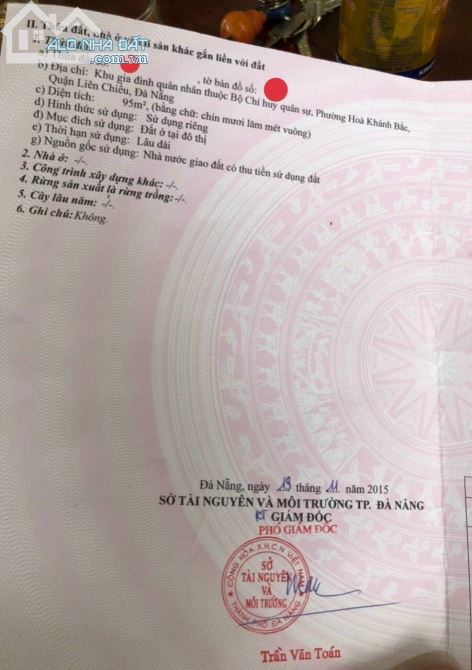 ALONHADAT
.com.vn
II. Thửa đất, nhà ở sản khác gắn liền với đất
1. Thửa đất
a) Thửa đất , tờ bản đồ số:
b) Địa chỉ: Khu gia đình quân nhân thuộc Bộ Chỉ huy quân sự, Phường Hoà Khánh Bắc,
Quận Liên Chiểu, Đà Nẵng
c) Diện tích: 95m², (bằng chữ: chín mươi lăm mét vuông)
d) Hình thức sử dụng: Sử dụng riêng
đ) Mục đích sử dụng: Đất ở tại đô thị
e) Thời hạn sử dụng: Lâu dài
g) Nguồn gốc sử dụng: Nhà nước giao đất có thu tiền sử dụng đất
2. Nhà ở: -/-
3. Công trình xây dựng khác: -/-
4. Rừng sản xuất là rừng trồng: -/-
5. Cây lâu năm: -/-
6. Ghi chú: Không.
Đà Nẵng, ngày 19 tháng 11 năm 2015
SỞ TÀI NGUYÊN VÀ MÔI TRƯỜNG TP. ĐÀ NẴNG
KT GIÁM ĐỐC
PHÓ GIÁM ĐỐC
CỘNG HÒA X.H.C.N VIỆT NAM
SỞ
TÀI NGUYÊN
VÀ
MÔI TRƯỜNG
THÀNH PHỐ ĐÀ NẴNG
Trần Văn Toán